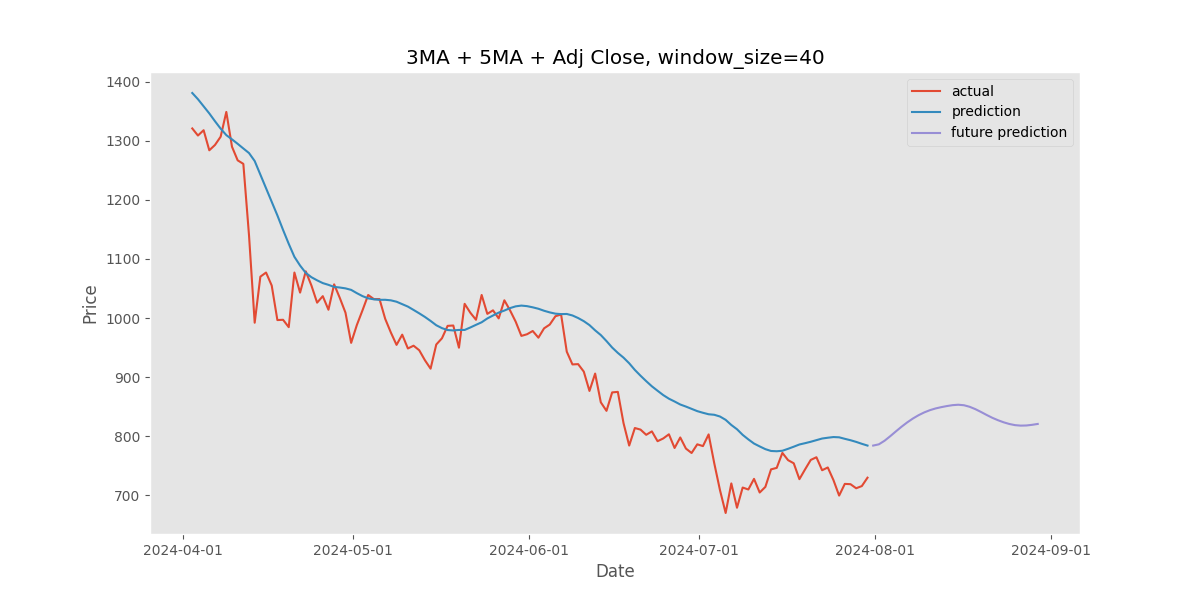 3MA + 5MA + Adj Close, window_size=40
actual
prediction
future prediction
Price
1400
1300
1200
1100
1000
900
800
700
2024-04-01
2024-05-01
2024-06-01
2024-07-01
2024-08-01
2024-09-01
Date